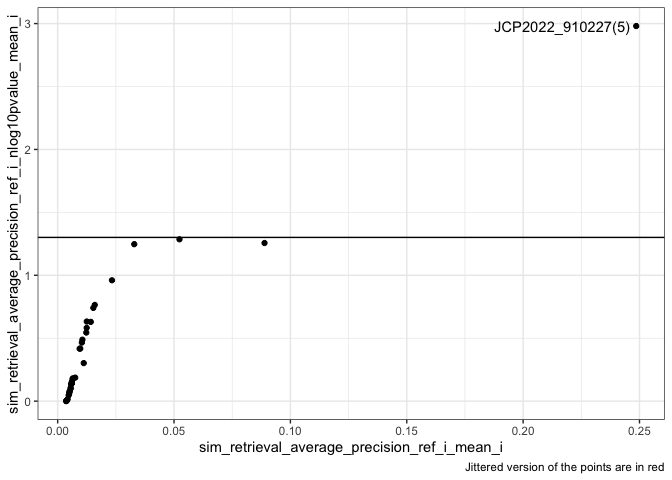 JCP2022_910227(5)
sim_retrieval_average_precision_ref_i_nlog10pvalue_mean_i
3
2
1
0
0.00 0.05 0.10 0.15 0.20 0.25
sim_retrieval_average_precision_ref_i_mean_i
Jittered version of the points are in red